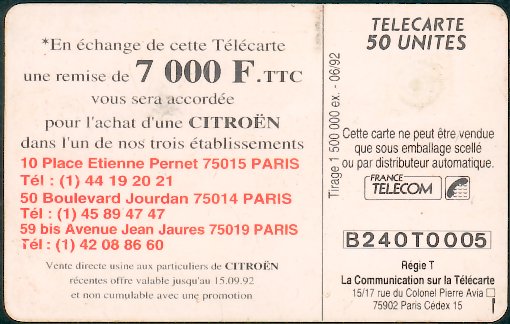 *En échange de cette Télécarte
une remise de 7 000 F.TTC
vous sera accordée
pour l'achat d'une CITROËN
dans l'un de nos trois établissements
10 Place Etienne Pernet 75015 PARIS
Tél : (1) 44 19 20 21
50 Boulevard Jourdan 75014 PARIS
Tél : (1) 45 89 47 47
59 bis Avenue Jean Jaures 75019 PARIS
Tél : (1) 42 08 86 60
Vente directe usine aux particuliers de CITROËN
récentes offre valable jusqu'au 15.09.92
et non cumulable avec une promotion
Tirage 1 500 000 ex. - 06/92
TELECARTE
50 UNITES
Cette carte ne peut être vendue
que sous emballage scellé
ou par distributeur automatique.
FRANCE
TELECOM
B240T0005
Régie T
La Communication sur la Télécarte
15/17 rue du Colonel Pierre Avia
75902 Paris Cedex 15